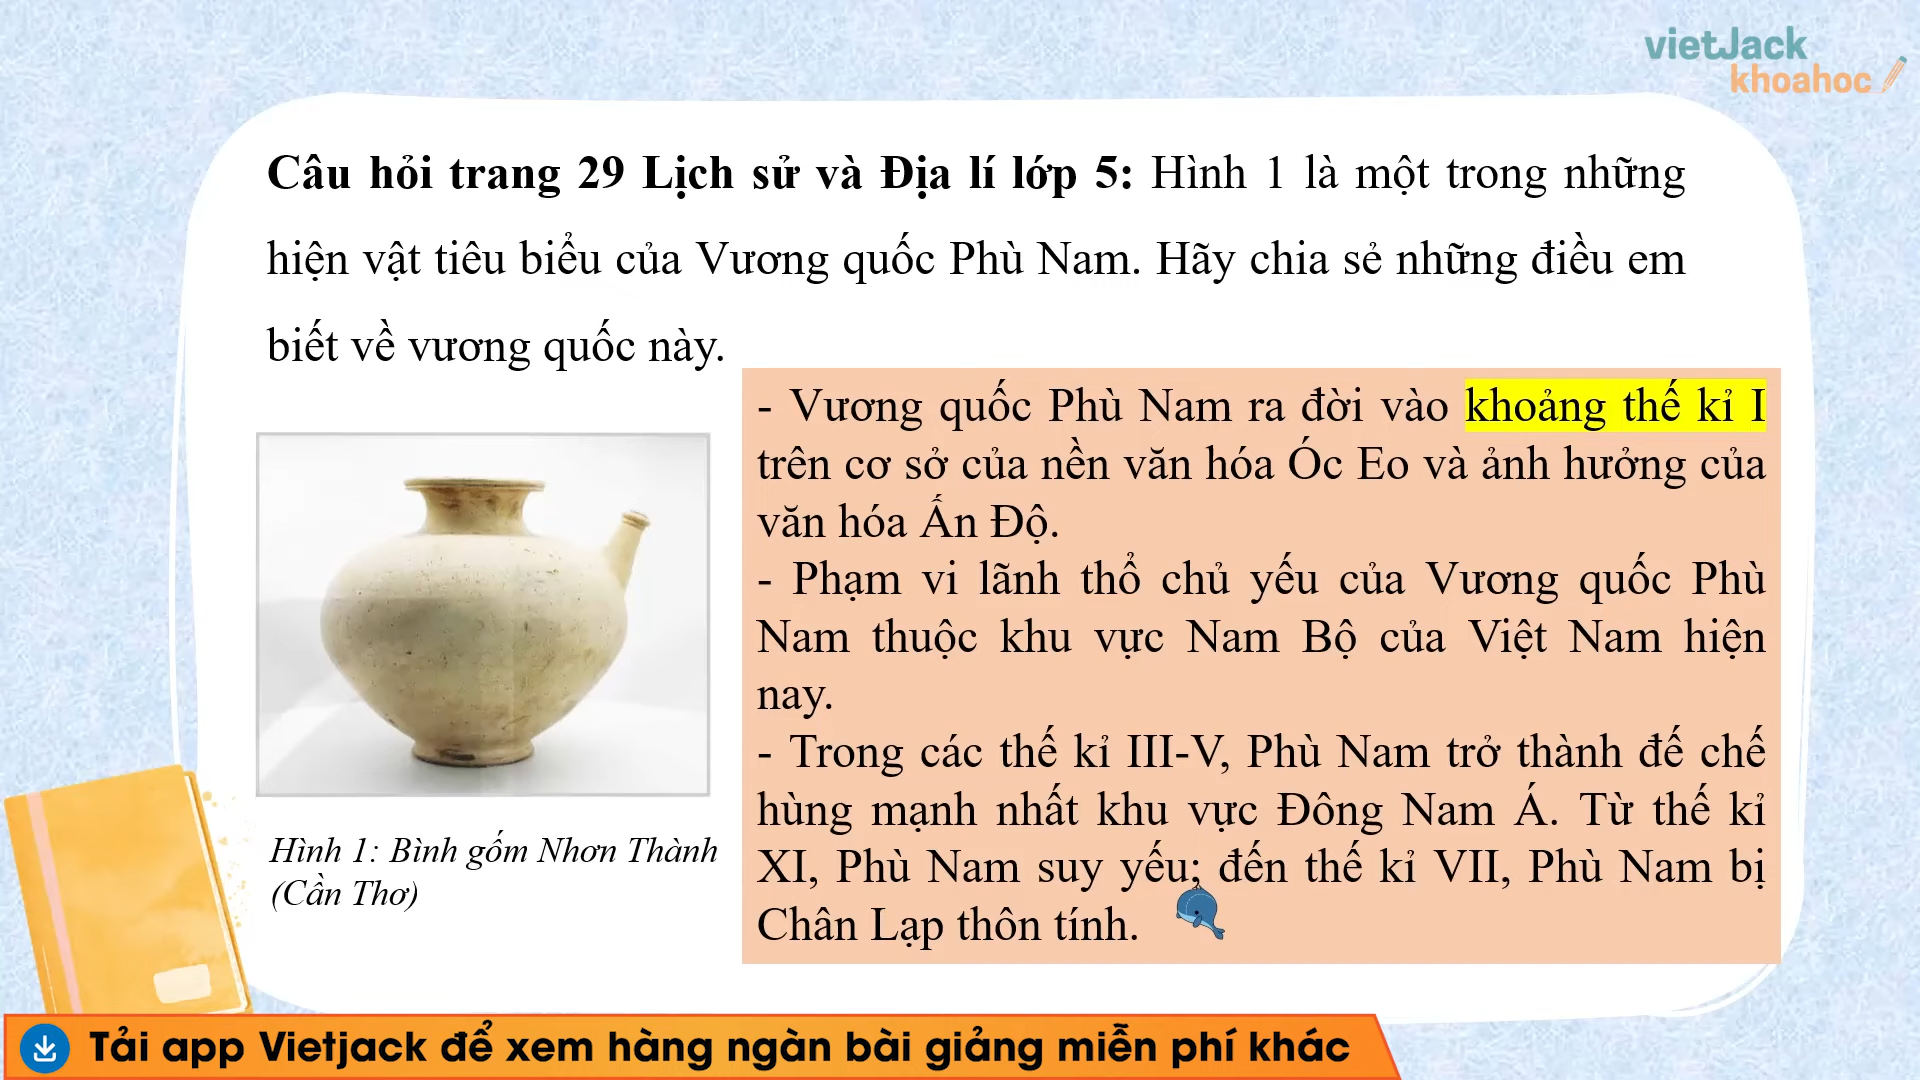 vietJack
khoahoc
Câu hỏi trang 29 Lịch sử và Địa lí lớp 5: Hình 1 là một trong những
hiện vật tiêu biểu của Vương quốc Phù Nam. Hãy chia sẻ những điều em
biết về vương quốc này.
- Vương quốc Phù Nam ra đời vào khoảng thế kỉ I
trên cơ sở của nền văn hóa Óc Eo và ảnh hưởng của
văn hóa Ấn Độ.
- Phạm vi lãnh thổ chủ yếu của Vương quốc Phù
Nam thuộc khu vực Nam Bộ của Việt Nam hiện
nay.
- Trong các thế kỉ III-V, Phù Nam trở thành đế chế
hùng mạnh nhất khu vực Đông Nam Á. Từ thế kỉ
XI, Phù Nam suy yếu; đến thế kỉ VII, Phù Nam bị
Chân Lạp thôn tính.
Hình 1: Bình gốm Nhơn Thành
(Cần Thơ)
Tải app Vietjack để xem hàng ngàn bài giảng miễn phí khác